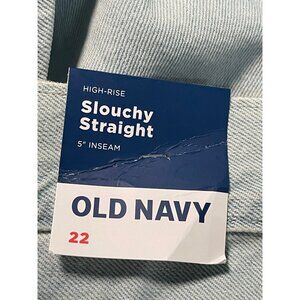 HIGH-RISE
Slouchy
Straight
5" INSEAM
OLD NAVY
22